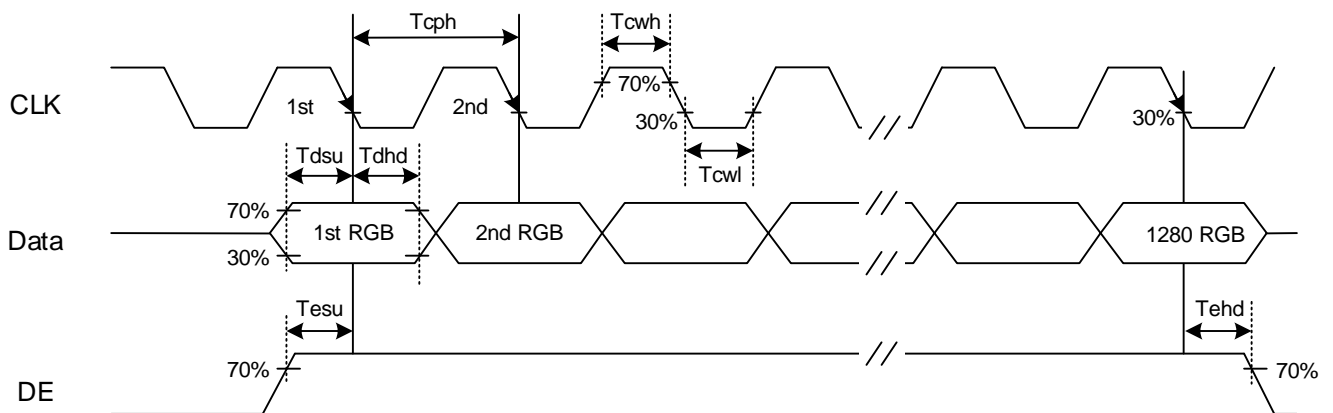 Tcph
Tcwh
CLK
1st
2nd
70%
30%
30%
Tcwl
Tdsu
Tdhd
70%
Data
1st RGB
2nd RGB
1280 RGB
30%
Tesu
Tehd
70%
70%
DE